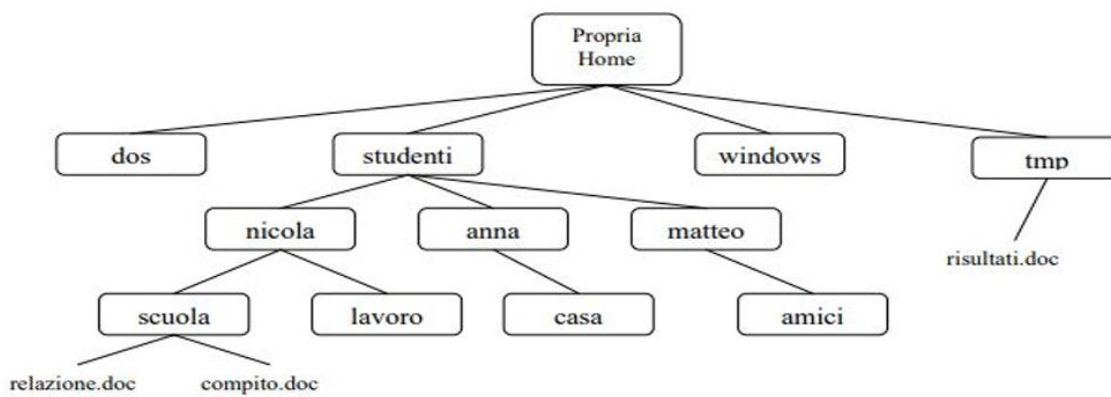 Propria
Home
dos
studenti
windows
tmp
nicola
anna
matteo
risultati.doc
scuola
lavoro
casa
amici
relazione.doc
compito.doc